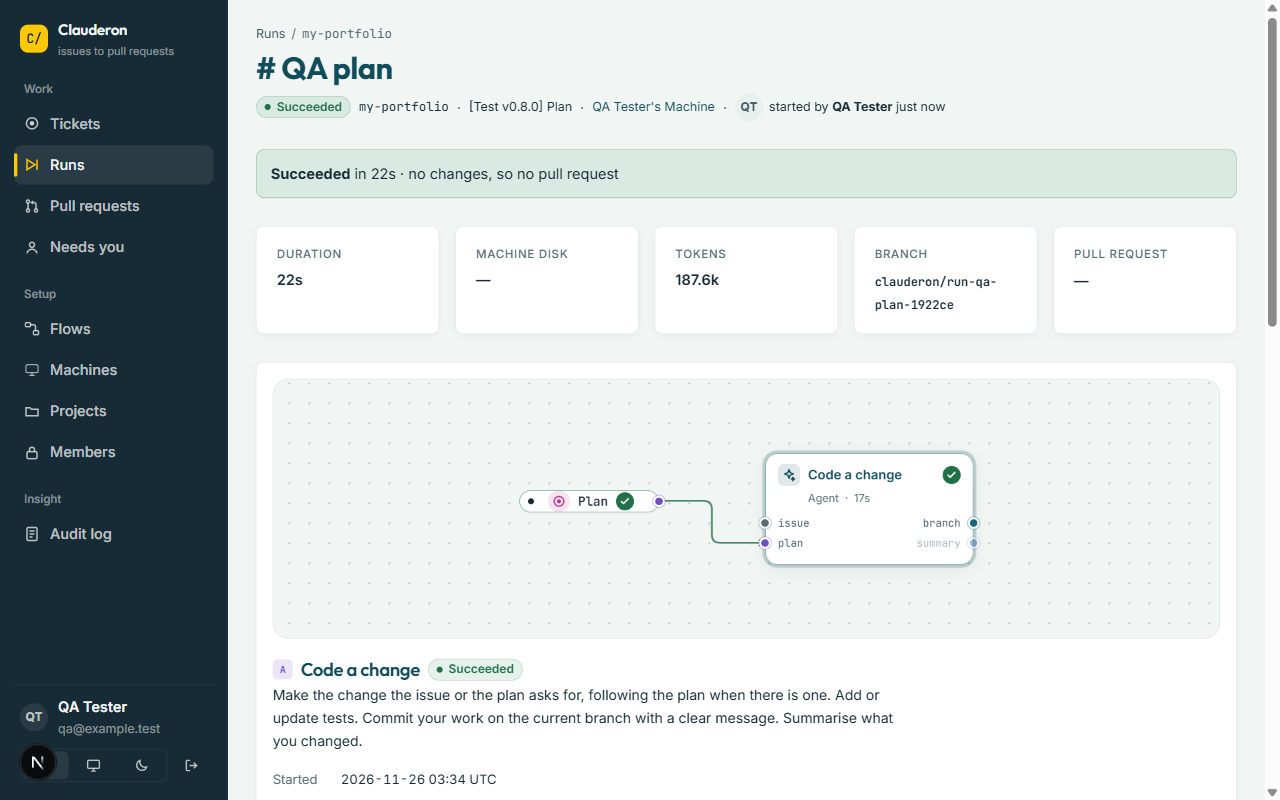 C/
Clauderon
issues to pull requests
Work
Tickets
Runs
Pull requests
Needs you
Setup
Flows
Machines
Projects
Members
Insight
Audit log
QT
QA Tester
qa@example.test
N
Runs / my-portfolio
# QA plan
Succeeded my-portfolio · [Test v0.8.0] Plan · QA Tester's Machine · QT started by QA Tester just now
Succeeded in 22s · no changes, so no pull request
DURATION
22s
MACHINE DISK
—
TOKENS
187.6k
BRANCH
clauderon/run-qa-
plan-1922ce
PULL REQUEST
—
Plan
Code a change
Agent · 17s
issue branch
plan summary
A Code a change Succeeded
Make the change the issue or the plan asks for, following the plan when there is one. Add or
update tests. Commit your work on the current branch with a clear message. Summarise what
you changed.
Started 2026-11-26 03:34 UTC